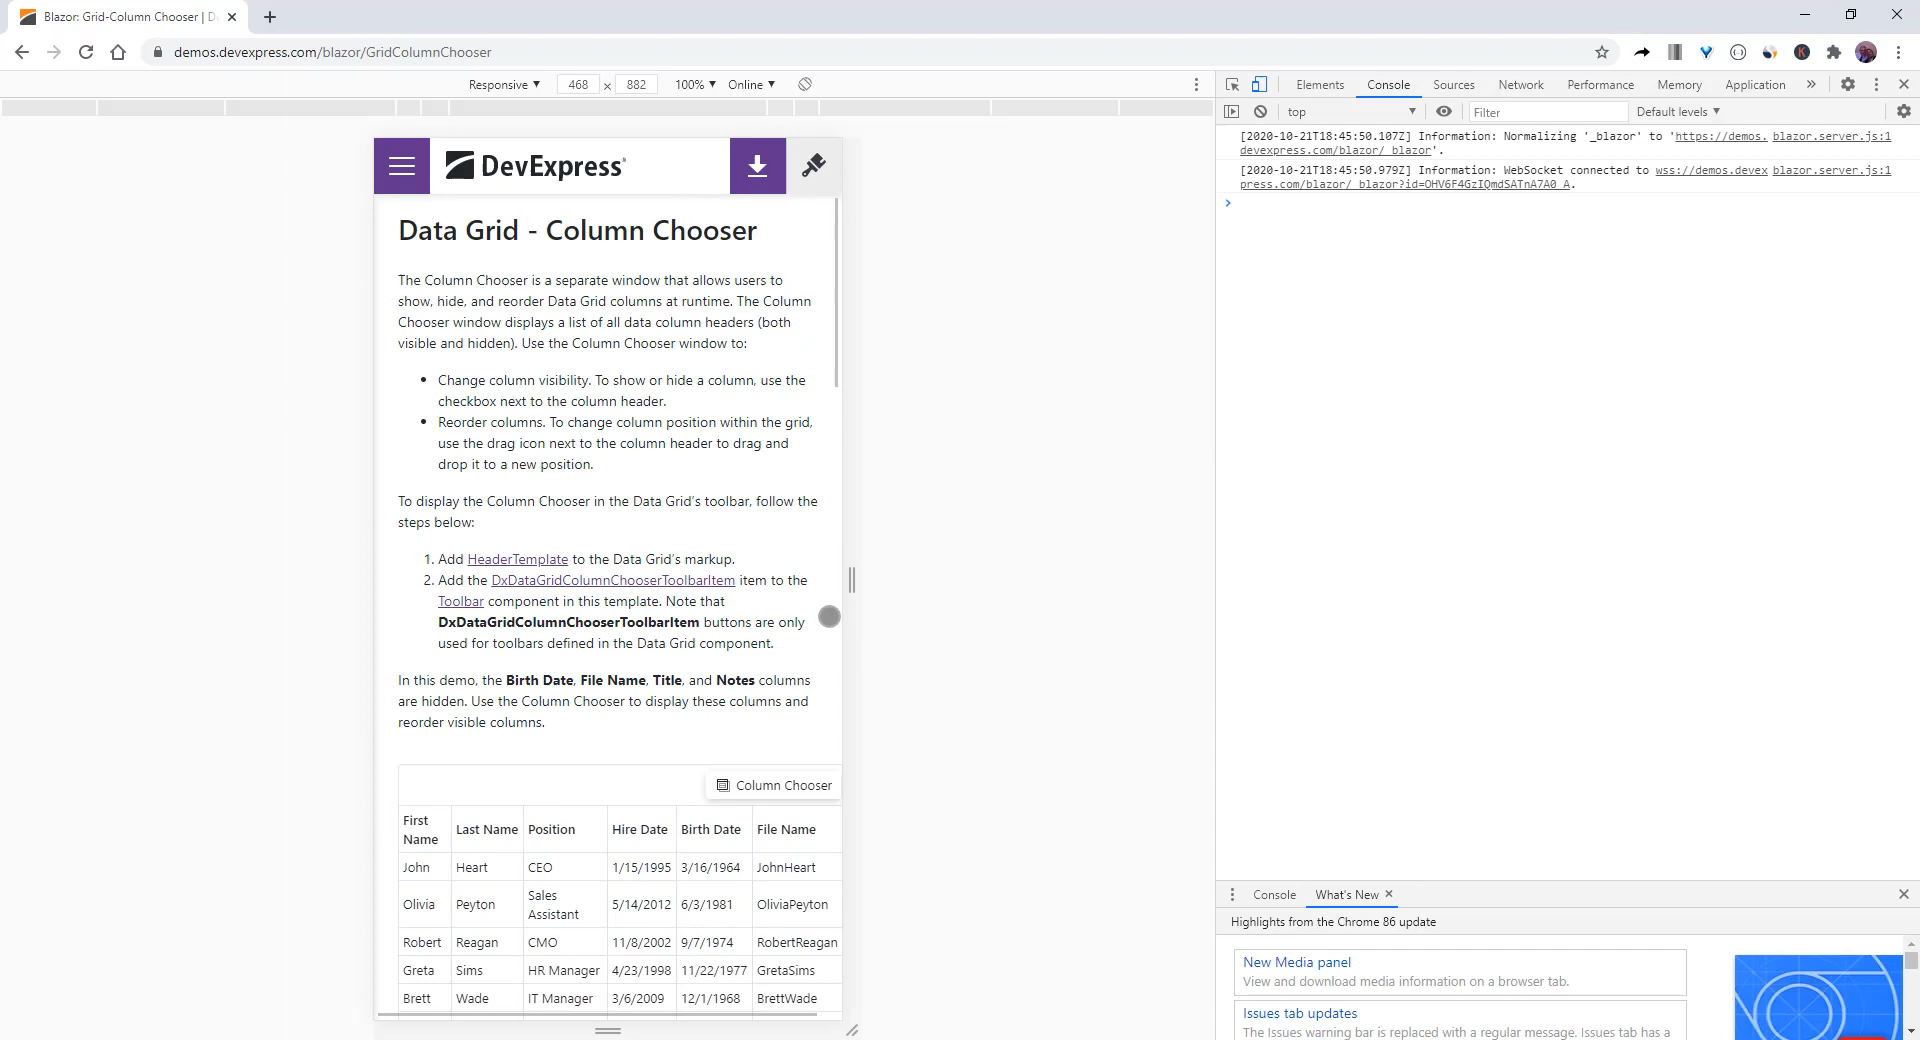 Blazor: Grid-Column Chooser | D
demos.devexpress.com/blazor/GridColumnChooser
Responsive ▼ 468 x 882 100% ▼ Online ▼
Elements Console Sources Network Performance Memory Application »
top ▼ Filter Default levels ▼
[2020-10-21T18:45:50.107Z] Information: Normalizing '_blazor' to 'https://demos. blazor.server.js:1
devexpress.com/blazor/_blazor'.
[2020-10-21T18:45:50.979Z] Information: WebSocket connected to wss://demos.devex blazor.server.js:1
press.com/blazor/_blazor?id=OHV6F4GzIQmdSATnA7A0_A.
DevExpress
Data Grid - Column Chooser
The Column Chooser is a separate window that allows users to
show, hide, and reorder Data Grid columns at runtime. The Column
Chooser window displays a list of all data column headers (both
visible and hidden). Use the Column Chooser window to:
• Change column visibility. To show or hide a column, use the
checkbox next to the column header.
• Reorder columns. To change column position within the grid,
use the drag icon next to the column header to drag and
drop it to a new position.
To display the Column Chooser in the Data Grid's toolbar, follow the
steps below:
1. Add HeaderTemplate to the Data Grid's markup.
2. Add the DxDataGridColumnChooserToolbarItem item to the
Toolbar component in this template. Note that
DxDataGridColumnChooserToolbarItem buttons are only
used for toolbars defined in the Data Grid component.
In this demo, the Birth Date, File Name, Title, and Notes columns
are hidden. Use the Column Chooser to display these columns and
reorder visible columns.
Column Chooser
First Name Last Name Position Hire Date Birth Date File Name
John Heart CEO 1/15/1995 3/16/1964 JohnHeart
Olivia Peyton Sales Assistant 5/14/2012 6/3/1981 OliviaPeyton
Robert Reagan CMO 11/8/2002 9/7/1974 RobertReagan
Greta Sims HR Manager 4/23/1998 11/22/1977 GretaSims
Brett Wade IT Manager 3/6/2009 12/1/1968 BrettWade
Console What's New
Highlights from the Chrome 86 update
New Media panel
View and download media information on a browser tab.
Issues tab updates
The Issues warning bar is replaced with a regular message. Issues tab has a